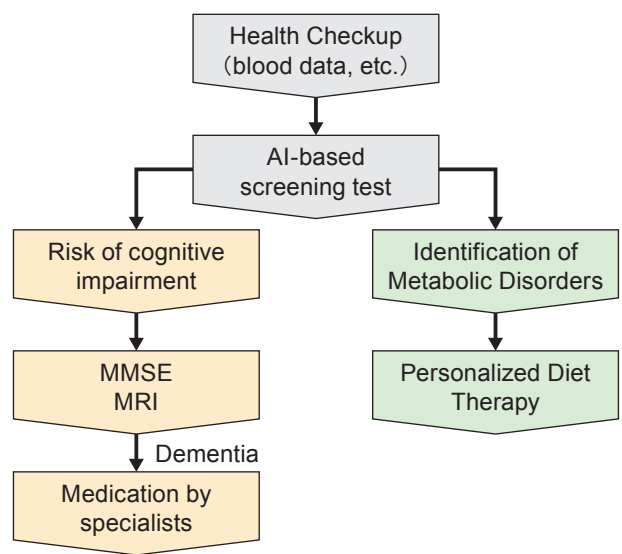 Health Checkup
（blood data, etc.）
AI-based
screening test
Risk of cognitive
impairment
Identification of
Metabolic Disorders
MMSE
MRI
Personalized Diet
Therapy
Dementia
Medication by
specialists